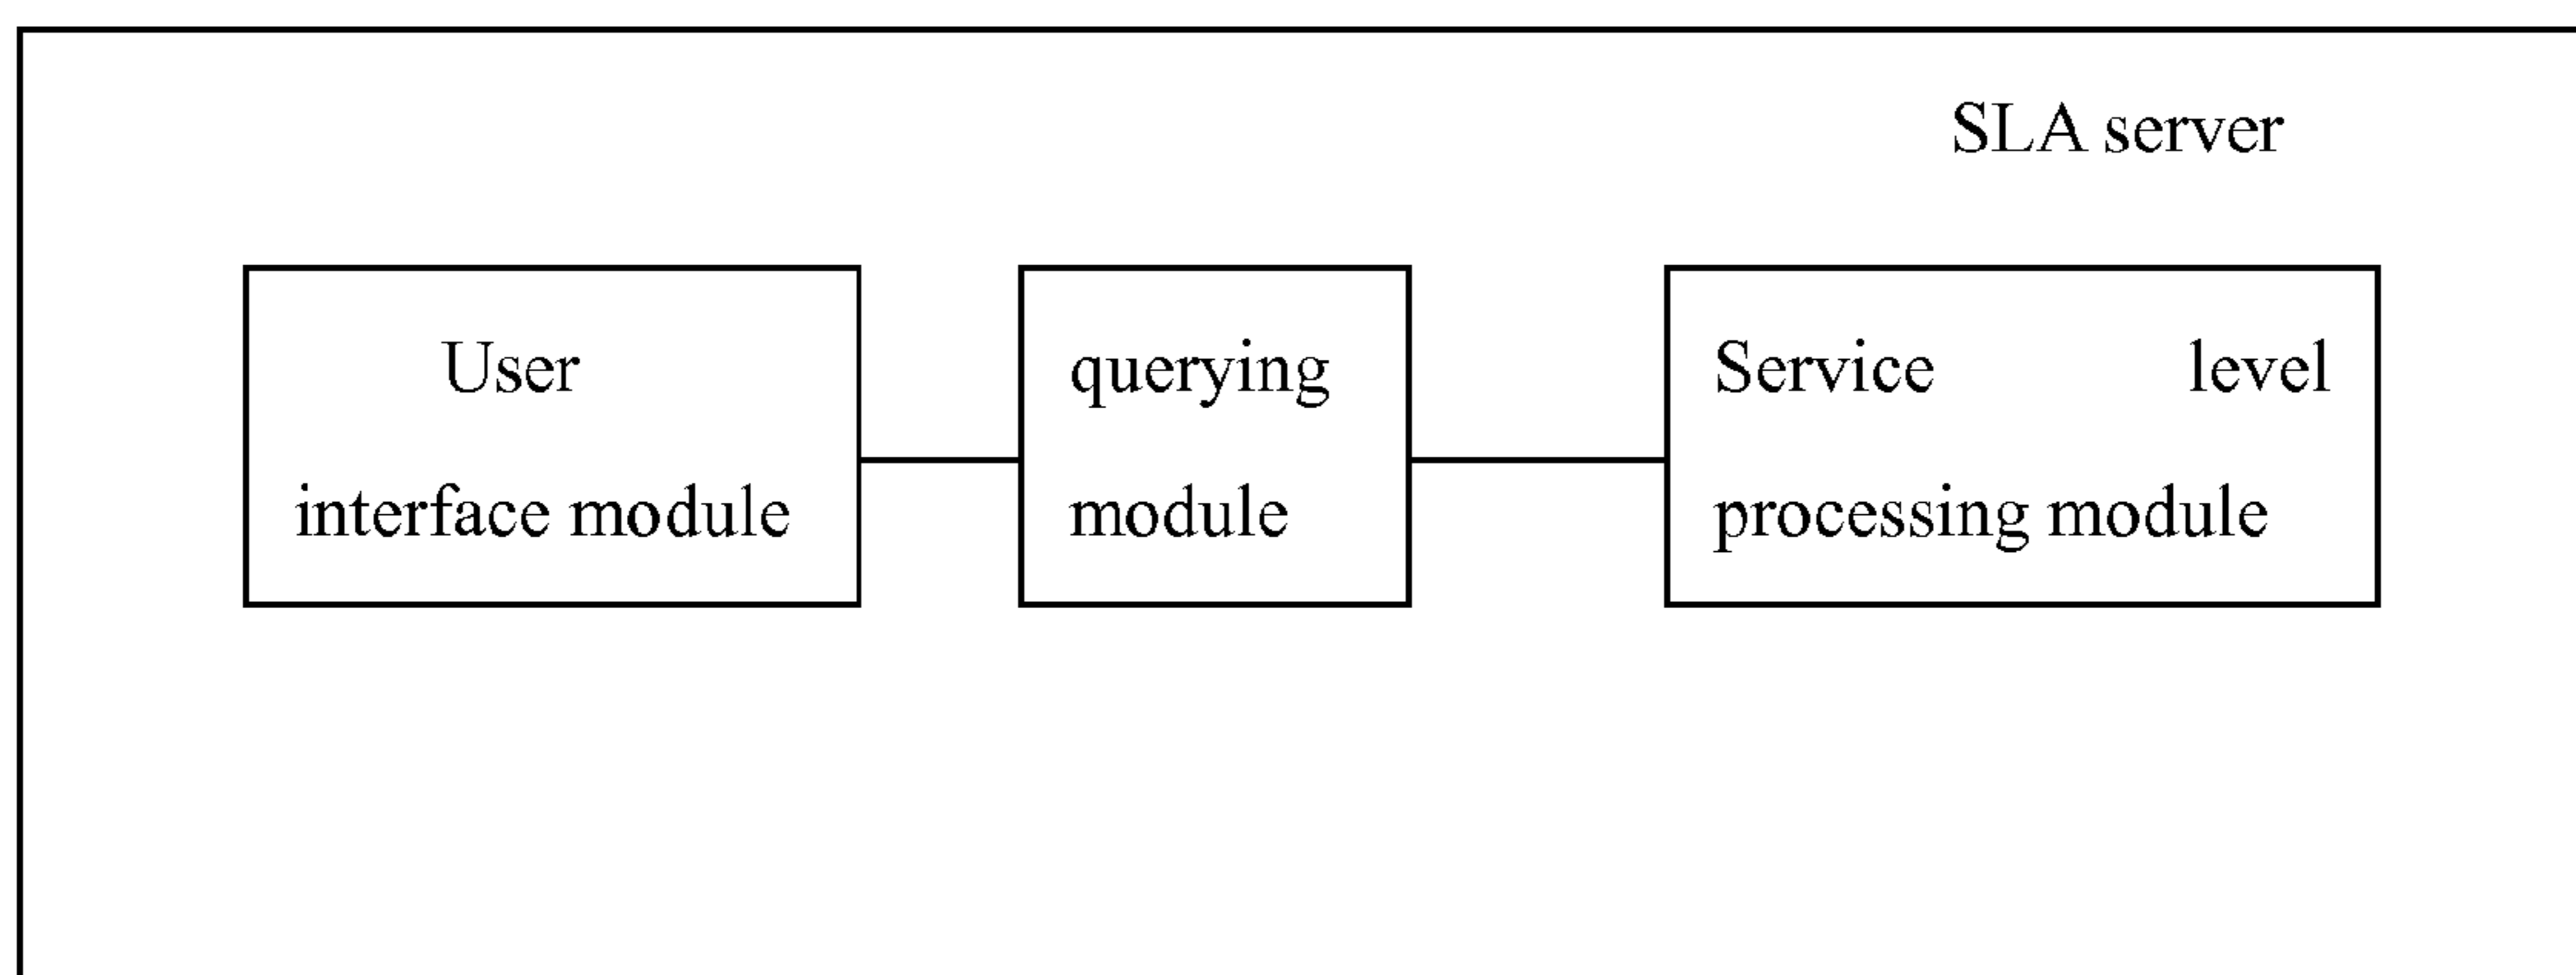 SLA server
User
interface module
querying
module
Service level
processing module